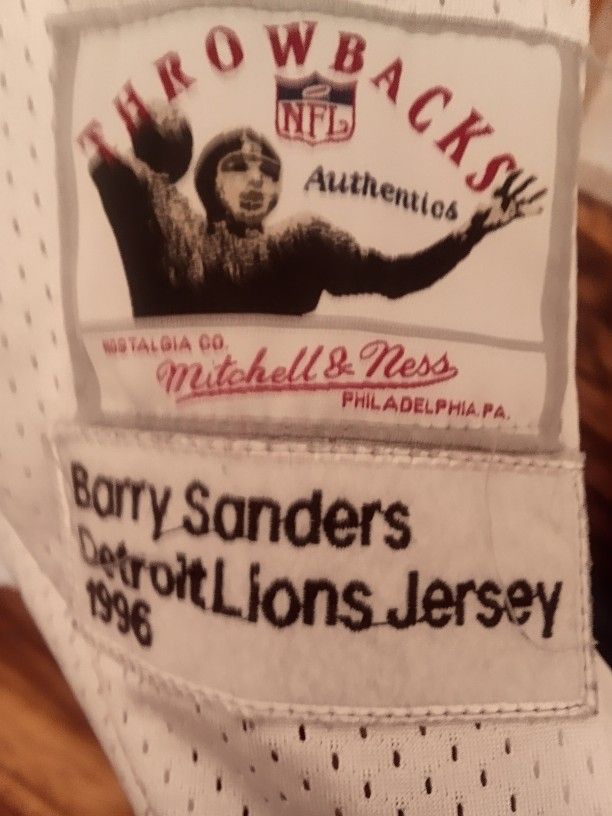 THROWBACKS
NFL
Authentics
NOSTALGIA CO.
Mitchell & Ness
PHILADELPHIA, PA.
Barry Sanders
Detroit Lions Jersey
1996